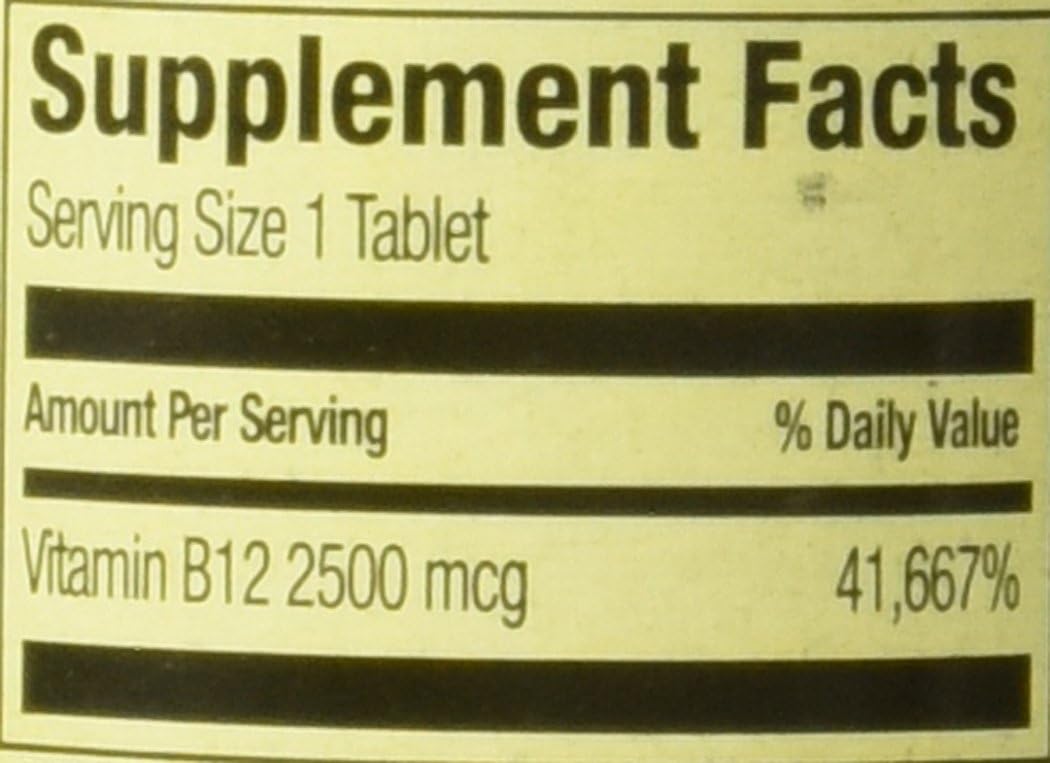 Supplement Facts
Serving Size 1 Tablet
Amount Per Serving % Daily Value
Vitamin B12 2500 mcg 41,667%